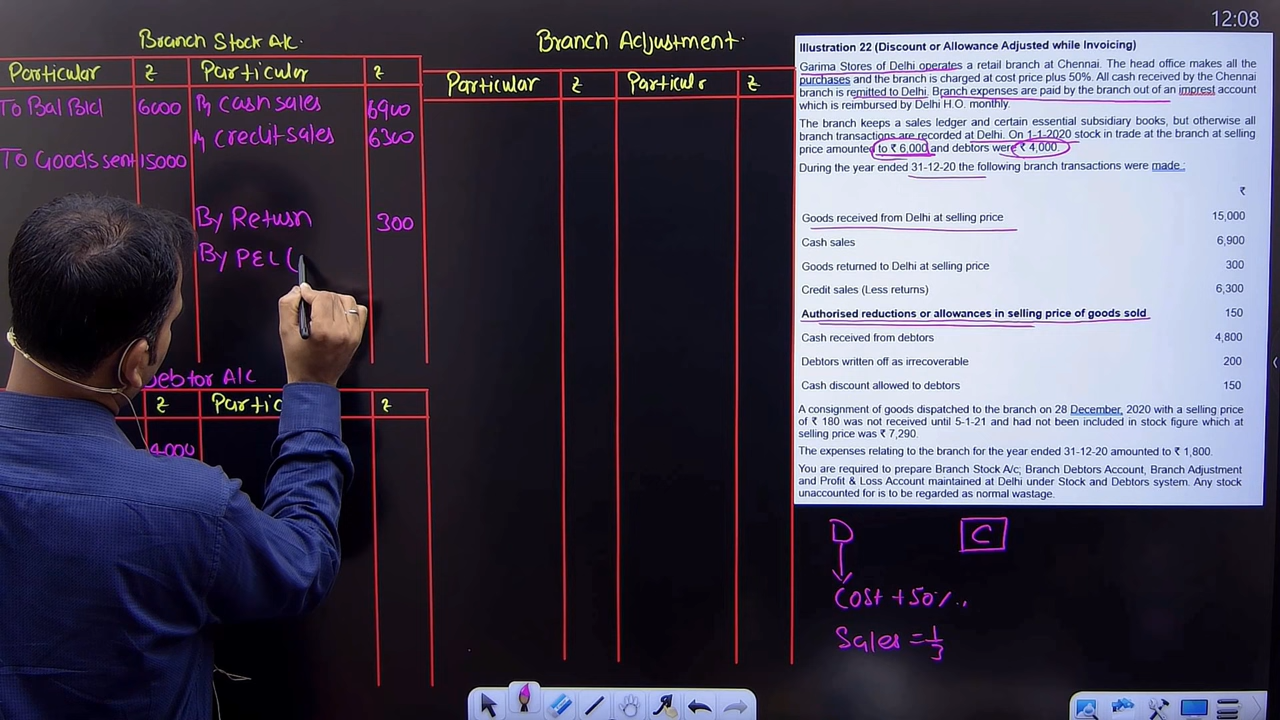 12:08
Branch Stock A/c.
Particular ₹ Particular ₹
To Bal B/d 6000 By Cash Sales 6900
By Credit Sales 6300
To Goods sent 15000
By Return 300
By P&L (
Debtor A/c
₹ Partic ₹
4000
Branch Adjustment.
Particular ₹ Particulr ₹
Illustration 22 (Discount or Allowance Adjusted while Invoicing)
Garima Stores of Delhi operates a retail branch at Chennai. The head office makes all the
purchases and the branch is charged at cost price plus 50%. All cash received by the Chennai
branch is remitted to Delhi. Branch expenses are paid by the branch out of an imprest account
which is reimbursed by Delhi H.O. monthly.
The branch keeps a sales ledger and certain essential subsidiary books, but otherwise all
branch transactions are recorded at Delhi. On 1-1-2020 stock in trade at the branch at selling
price amounted to ₹ 6,000 and debtors were ₹ 4,000.
During the year ended 31-12-20 the following branch transactions were made :
₹
Goods received from Delhi at selling price 15,000
Cash sales 6,900
Goods returned to Delhi at selling price 300
Credit sales (Less returns) 6,300
Authorised reductions or allowances in selling price of goods sold 150
Cash received from debtors 4,800
Debtors written off as irrecoverable 200
Cash discount allowed to debtors 150
A consignment of goods dispatched to the branch on 28 December, 2020 with a selling price
of ₹ 180 was not received until 5-1-21 and had not been included in stock figure which at
selling price was ₹ 7,290.
The expenses relating to the branch for the year ended 31-12-20 amounted to ₹ 1,800.
You are required to prepare Branch Stock A/c, Branch Debtors Account, Branch Adjustment
and Profit & Loss Account maintained at Delhi under Stock and Debtors system. Any stock
unaccounted for is to be regarded as normal wastage.
D C
Cost + 50%.
Sales = 1/3